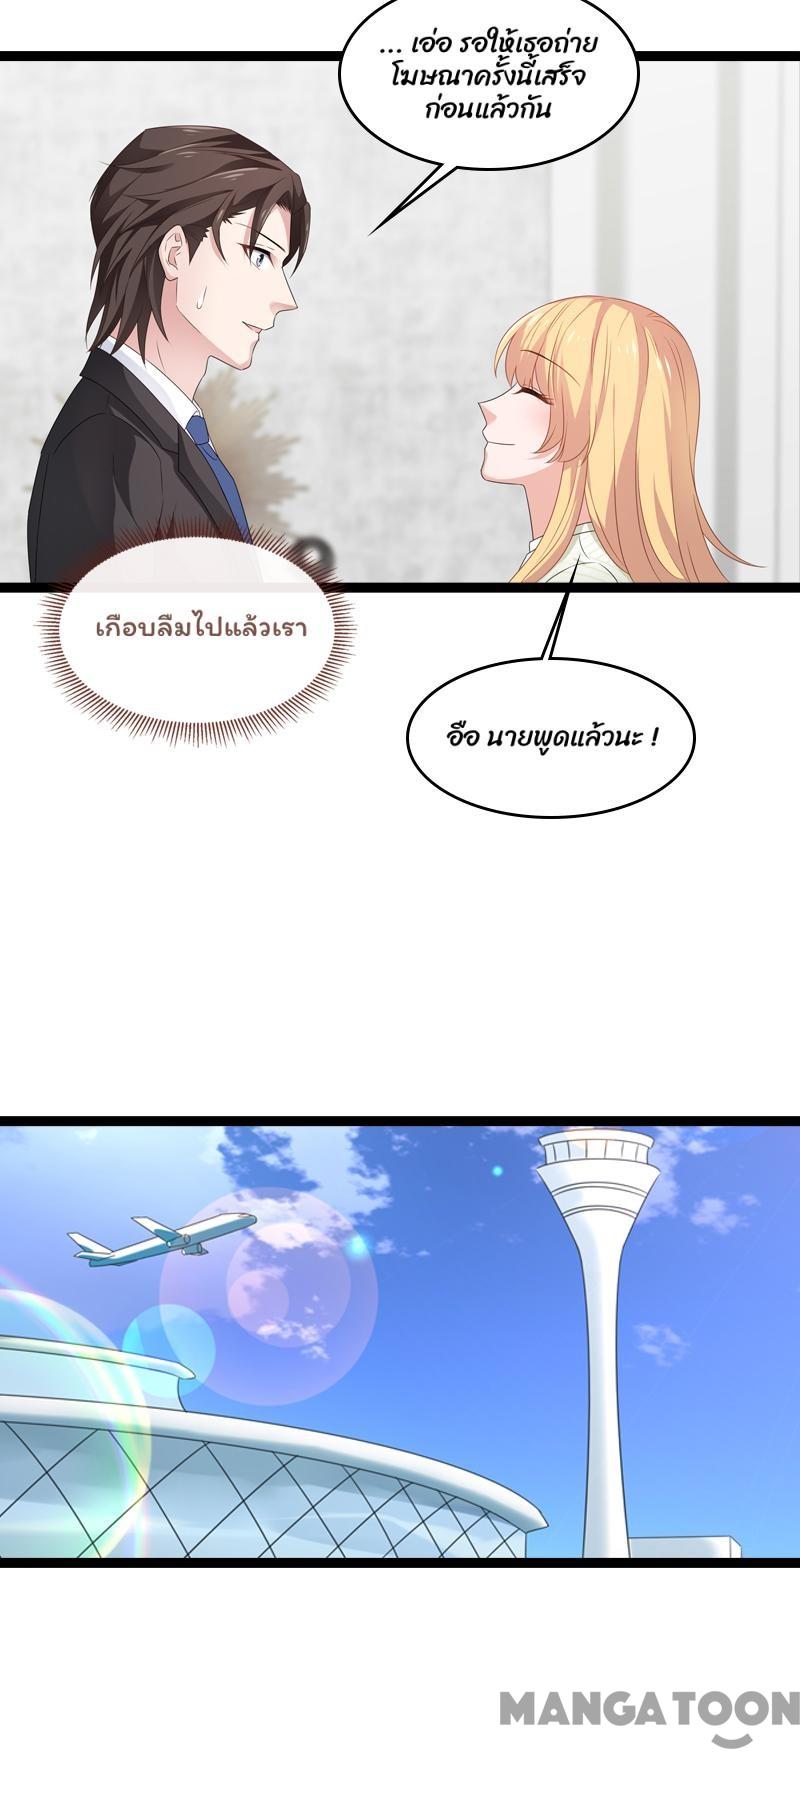 ... เอ่อ รอให้เธอถ่าย
โฆษณาครั้งนี้เสร็จ
ก่อนแล้วกัน
เกือบลืมไปแล้วเรา
อือ นายพูดแล้วนะ !
MANGATOON